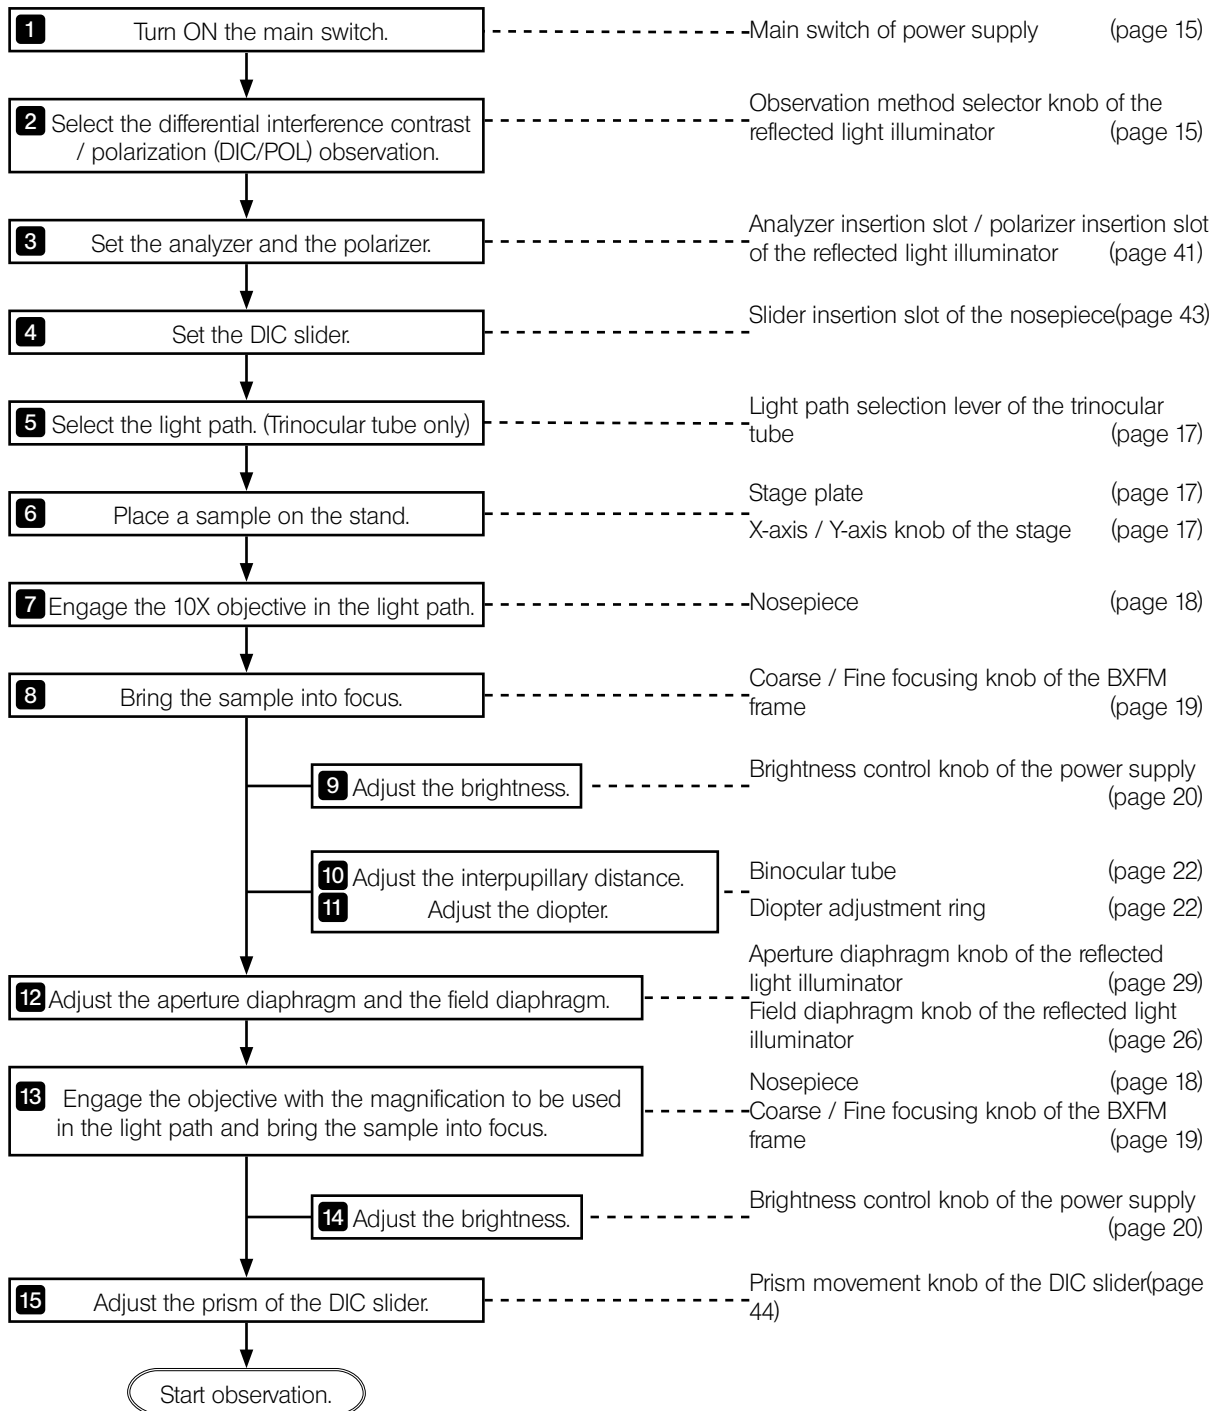 1 Turn ON the main switch.
Main switch of power supply (page 15)
2 Select the differential interference contrast
/ polarization (DIC/POL) observation.
Observation method selector knob of the
reflected light illuminator (page 15)
3 Set the analyzer and the polarizer.
Analyzer insertion slot / polarizer insertion slot
of the reflected light illuminator (page 41)
4 Set the DIC slider.
Slider insertion slot of the nosepiece(page 43)
5 Select the light path. (Trinocular tube only)
Light path selection lever of the trinocular
tube (page 17)
6 Place a sample on the stand.
Stage plate (page 17)
X-axis / Y-axis knob of the stage (page 17)
7 Engage the 10X objective in the light path.
Nosepiece (page 18)
8 Bring the sample into focus.
Coarse / Fine focusing knob of the BXFM
frame (page 19)
9 Adjust the brightness.
Brightness control knob of the power supply
(page 20)
10 Adjust the interpupillary distance.
11 Adjust the diopter.
Binocular tube (page 22)
Diopter adjustment ring (page 22)
12 Adjust the aperture diaphragm and the field diaphragm.
Aperture diaphragm knob of the reflected
light illuminator (page 29)
Field diaphragm knob of the reflected light
illuminator (page 26)
13 Engage the objective with the magnification to be used
in the light path and bring the sample into focus.
Nosepiece (page 18)
Coarse / Fine focusing knob of the BXFM
frame (page 19)
14 Adjust the brightness.
Brightness control knob of the power supply
(page 20)
15 Adjust the prism of the DIC slider.
Prism movement knob of the DIC slider(page
44)
Start observation.